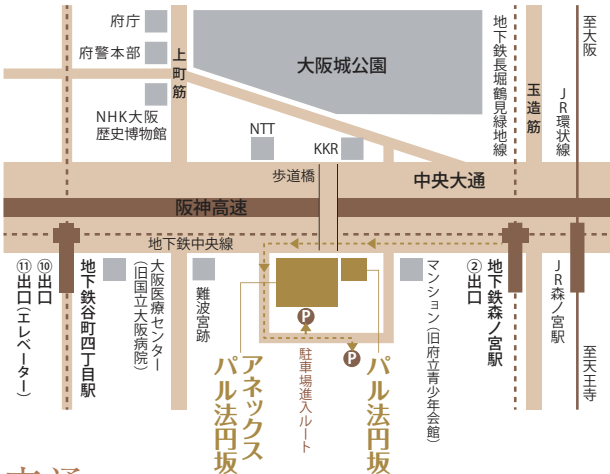 府庁
府警本部
上町筋
大阪城公園
地下鉄長堀鶴見緑地線
玉造筋
至大阪
JR環状線
NHK大阪
歴史博物館
NTT
KKR
歩道橋
中央大通
阪神高速
地下鉄中央線
⑪出口(エレベーター)
⑩出口
地下鉄谷町四丁目駅
大阪医療センター
(旧国立大阪病院)
難波宮跡
P
P
駐車場進入ルート
アネックス
パル法円坂
パル法円坂
マンション(旧府立青少年会館)
②出口
地下鉄森ノ宮駅
JR森ノ宮駅
至天王寺